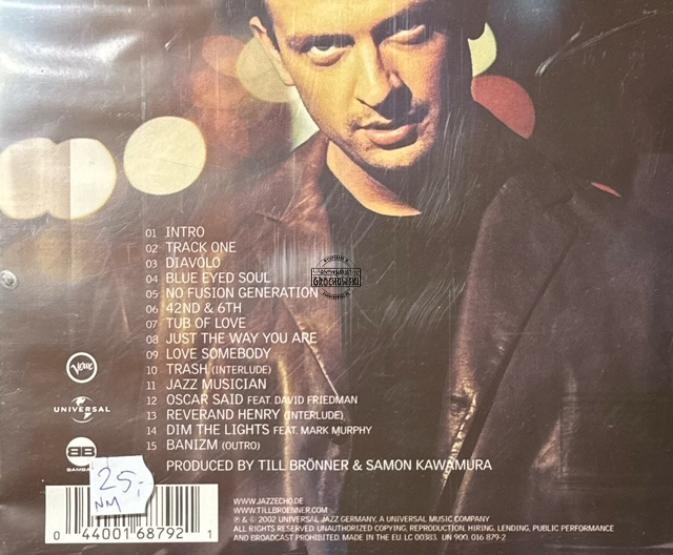 01 INTRO
02 TRACK ONE
03 DIAVOLO
04 BLUE EYED SOUL
05 NO FUSION GENERATION
06 42ND & 6TH
07 TUB OF LOVE
08 JUST THE WAY YOU ARE
09 LOVE SOMEBODY
10 TRASH (INTERLUDE)
11 JAZZ MUSICIAN
12 OSCAR SAID FEAT. DAVID FRIEDMAN
13 REVERAND HENRY (INTERLUDE)
14 DIM THE LIGHTS FEAT. MARK MURPHY
15 BANIZM (OUTRO)
PRODUCED BY TILL BRÖNNER & SAMON KAWAMURA
GROCHOWSKI
Verve
UNIVERSAL
25,-
NM
0 44001 68792 1
WWW.JAZZECHO.DE
WWW.TILLBROENNER.COM
℗ & © 2002 UNIVERSAL JAZZ GERMANY, A UNIVERSAL MUSIC COMPANY
ALL RIGHTS RESERVED. UNAUTHORIZED COPYING, REPRODUCTION, HIRING, LENDING, PUBLIC PERFORMANCE
AND BROADCAST PROHIBITED. MADE IN THE EU. LC 00383. UN 900. 016 879-2